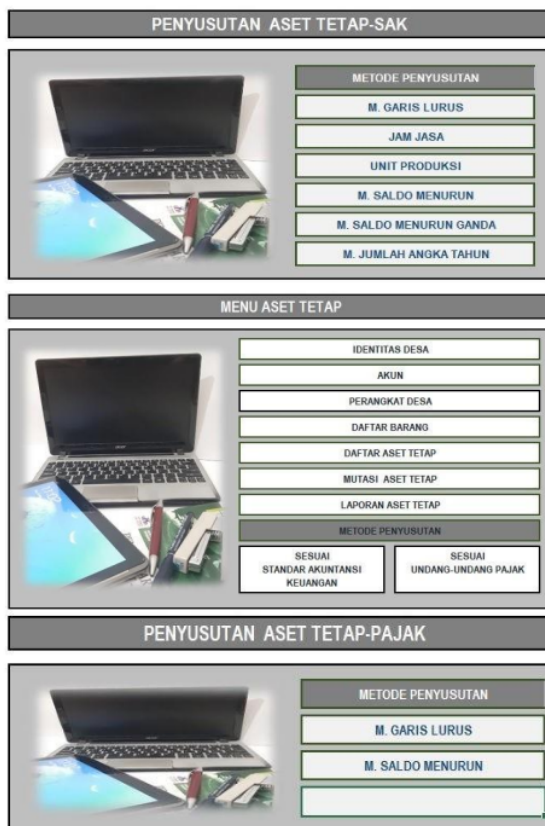 PENYUSUTAN ASET TETAP-SAK
METODE PENYUSUTAN
M. GARIS LURUS
JAM JASA
UNIT PRODUKSI
M. SALDO MENURUN
M. SALDO MENURUN GANDA
M. JUMLAH ANGKA TAHUN
MENU ASET TETAP
IDENTITAS DESA
AKUN
PERANGKAT DESA
DAFTAR BARANG
DAFTAR ASET TETAP
MUTASI ASET TETAP
LAPORAN ASET TETAP
METODE PENYUSUTAN
SESUAI
STANDAR AKUNTANSI
KEUANGAN
SESUAI
UNDANG-UNDANG PAJAK
PENYUSUTAN ASET TETAP-PAJAK
METODE PENYUSUTAN
M. GARIS LURUS
M. SALDO MENURUN